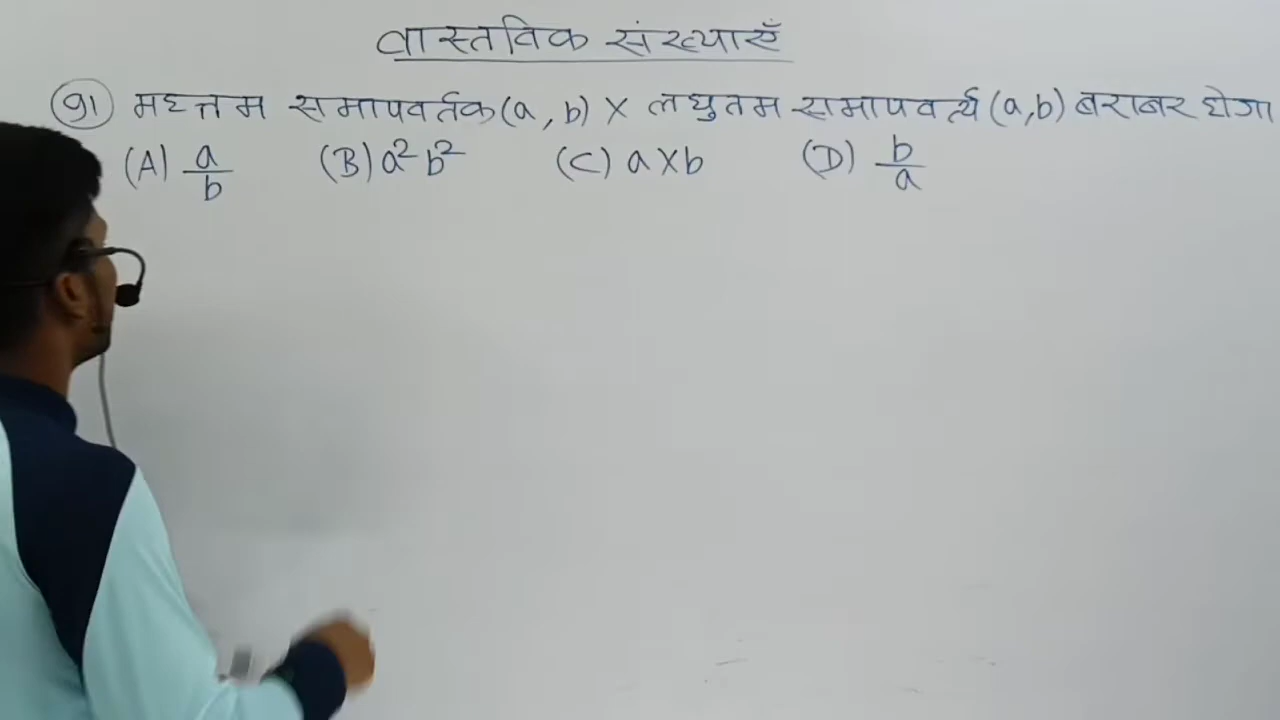 वास्तविक संख्याएँ
91 महत्तम समापवर्तक (a, b) × लघुतम समापवर्त्य (a, b) बराबर होगा
(A) a/b (B) a² b² (C) a×b (D) b/a